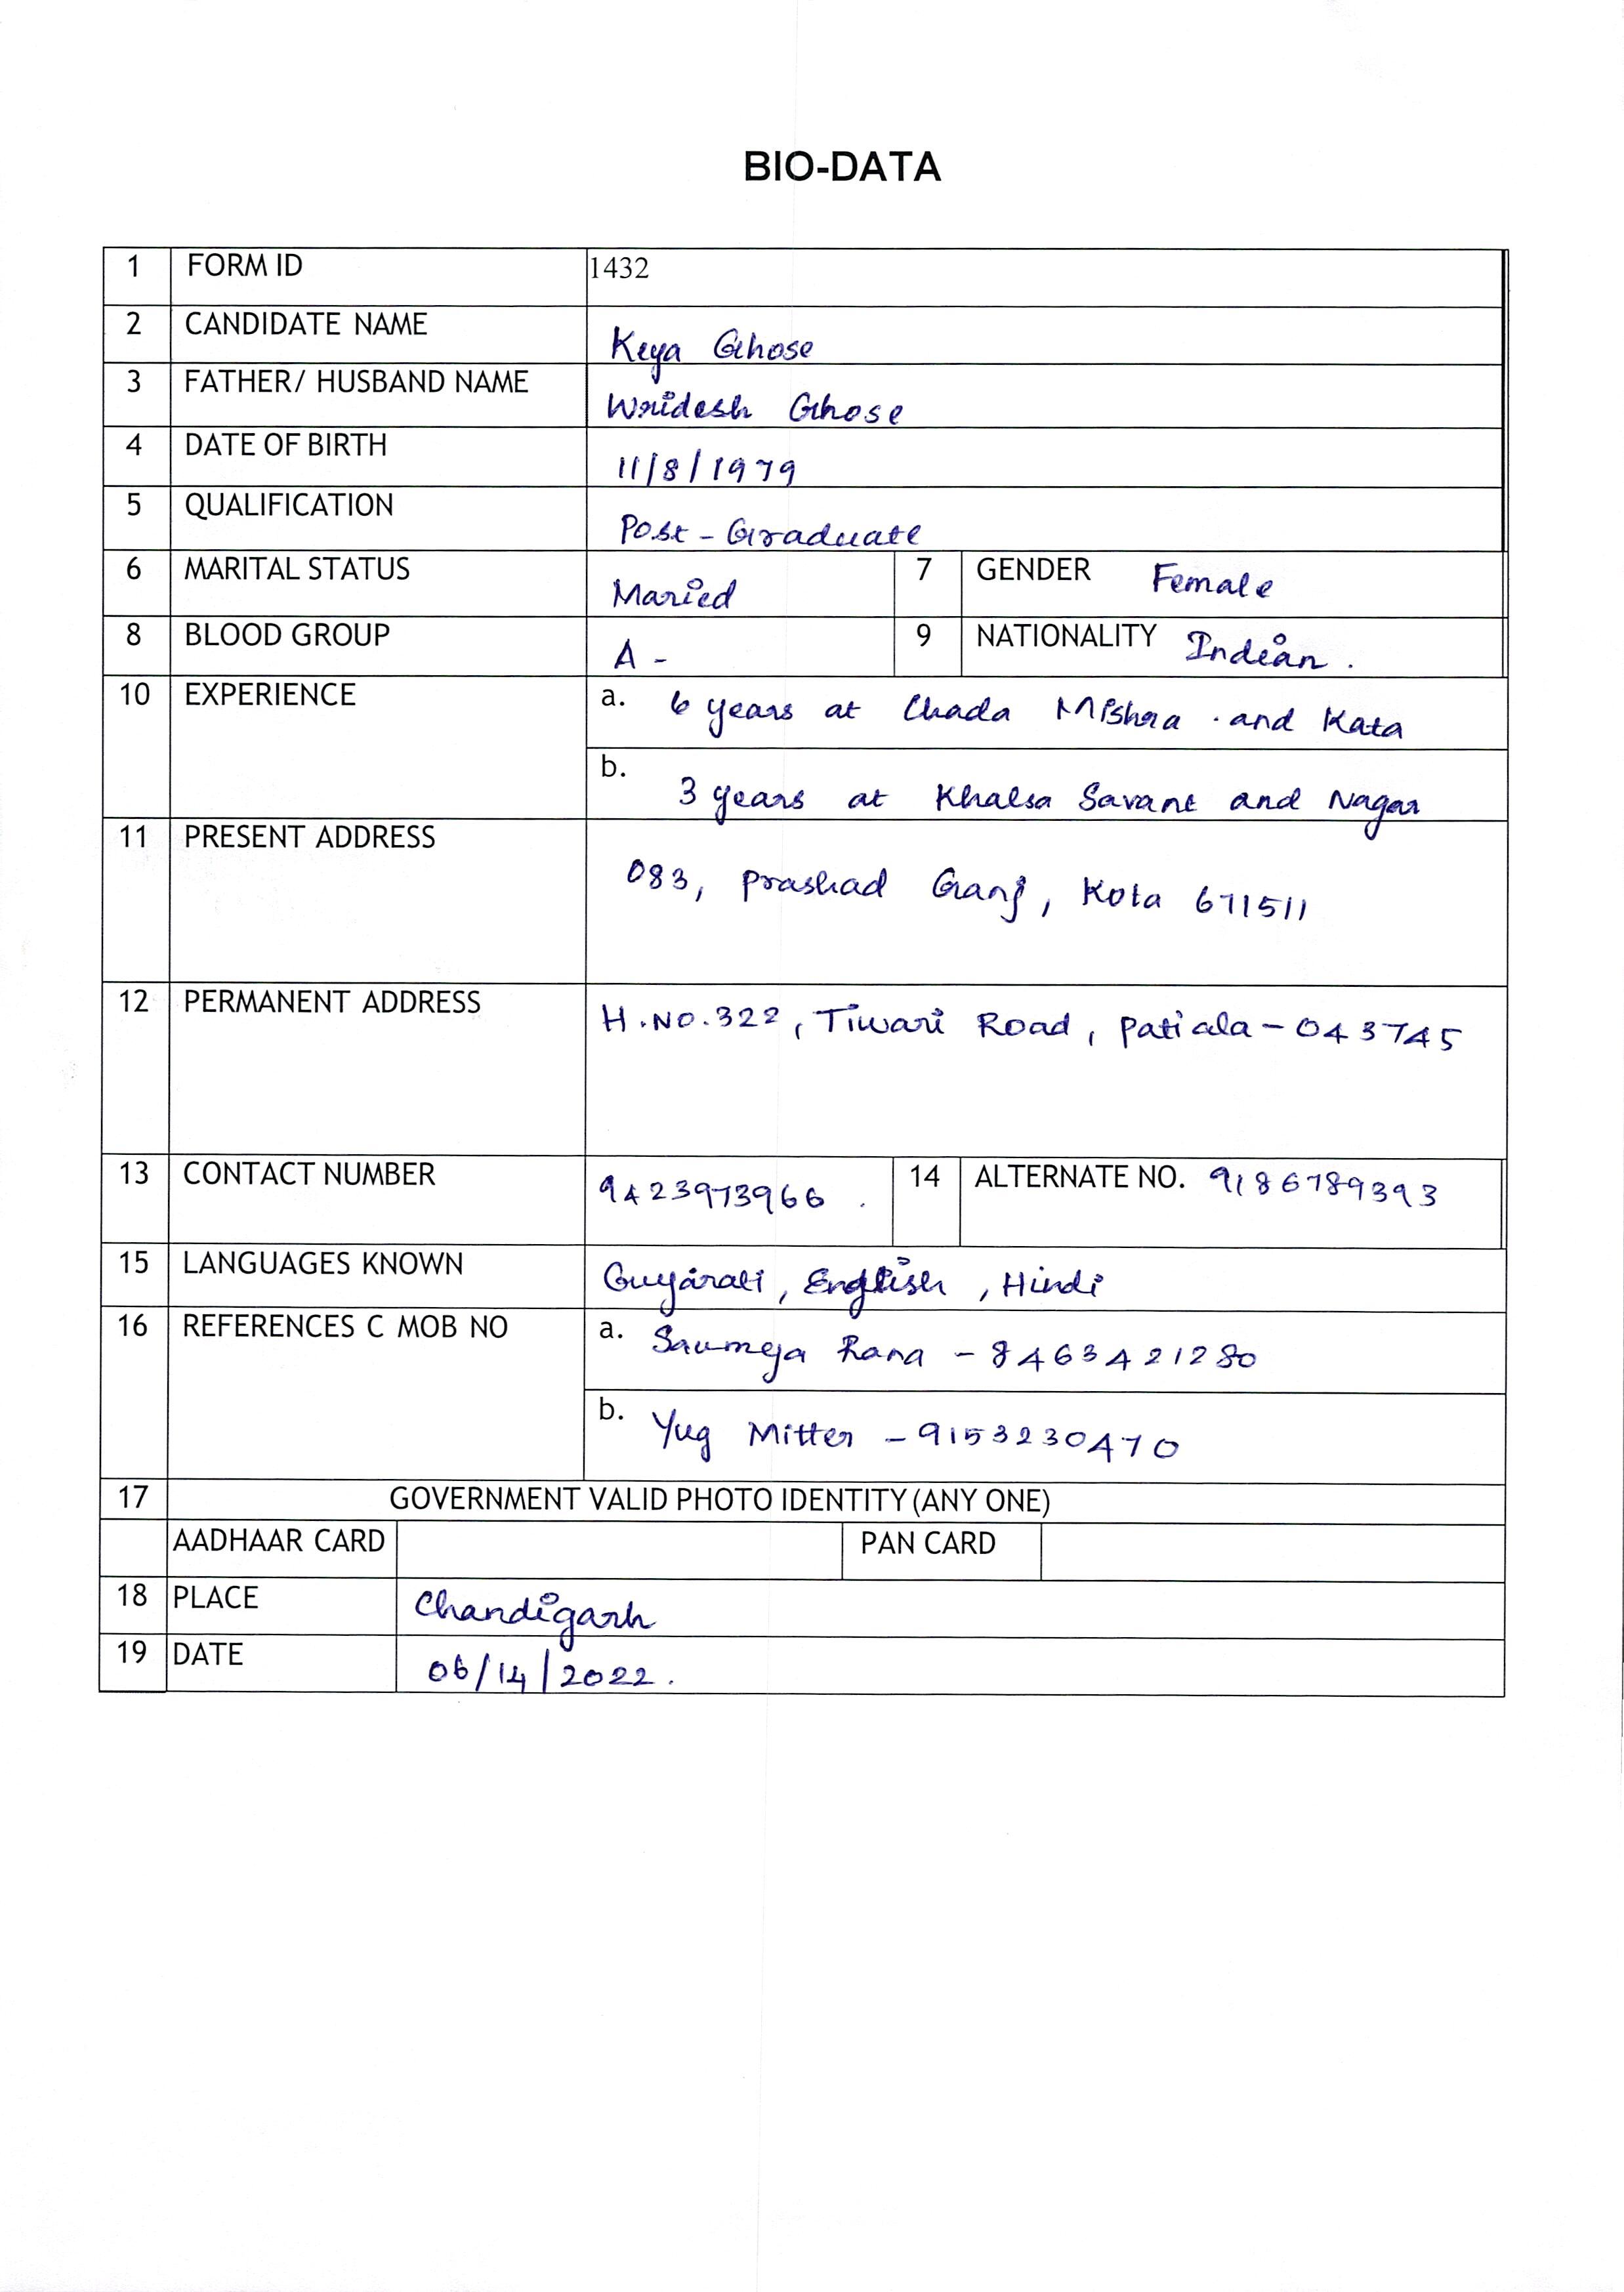 BIO-DATA
1 FORM ID 1432
2 CANDIDATE NAME Keya Ghose
3 FATHER/ HUSBAND NAME Wridesh Ghose
4 DATE OF BIRTH 11/8/1979
5 QUALIFICATION Post-Graduate
6 MARITAL STATUS Maried 7 GENDER Female
8 BLOOD GROUP A- 9 NATIONALITY Indian.
10 EXPERIENCE a. 6 years at Chada Mishra and Kata
b. 3 years at Khalsa Savant and Nagar
11 PRESENT ADDRESS 083, Prashad Ganj, Kota 671511
12 PERMANENT ADDRESS H.NO.322, Tiwari Road, Patiala-043745
13 CONTACT NUMBER 9423973966. 14 ALTERNATE NO. 9186789393
15 LANGUAGES KNOWN Gujarati, English, Hindi
16 REFERENCES C MOB NO a. Saumya Rana - 8463421280
b. Yug Mitter - 9153230470
17 GOVERNMENT VALID PHOTO IDENTITY (ANY ONE)
AADHAAR CARD PAN CARD
18 PLACE Chandigarh
19 DATE 06/14/2022.